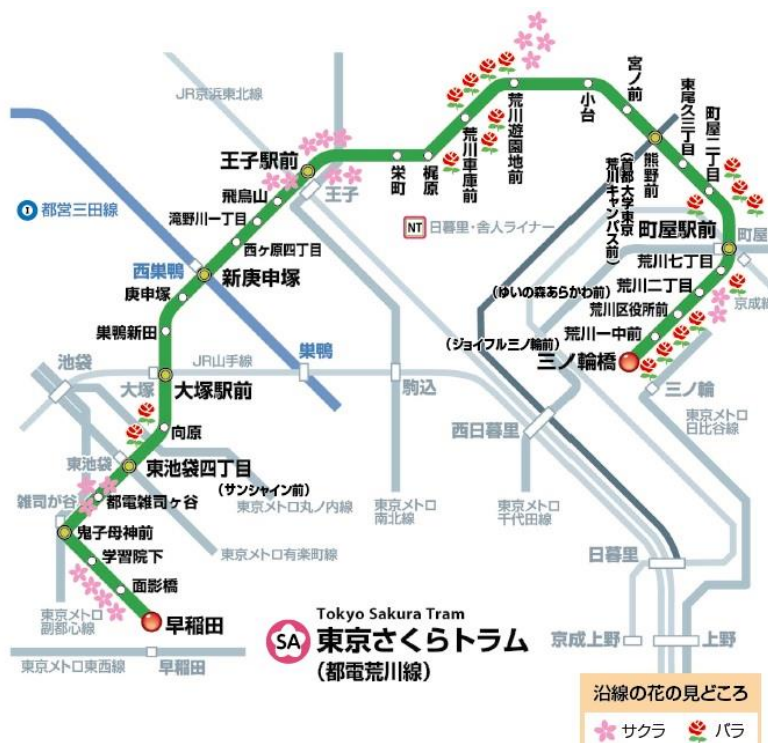 JR京浜東北線
王子駅前
王子
飛鳥山
滝野川一丁目
西ヶ原四丁目
I 都営三田線
西巣鴨
新庚申塚
庚申塚
巣鴨新田
JR山手線
巣鴨
池袋
大塚
大塚駅前
駒込
向原
東池袋
東池袋四丁目
(サンシャイン前)
都電雑司ヶ谷
雑司が谷
鬼子母神前
学習院下
面影橋
早稲田
東京メトロ
副都心線
東京メトロ東西線
早稲田
東京メトロ丸ノ内線
東京メトロ有楽町線
東京メトロ
南北線
東京メトロ
千代田線
栄町
梶原
荒川車庫前
荒川遊園地前
小台
宮ノ前
熊野前
(首都大学東京
荒川キャンパス前)
東尾久三丁目
町屋二丁目
町屋駅前
町屋
京成線
NT 日暮里・舎人ライナー
荒川七丁目
荒川二丁目
(ゆいの森あらかわ前)
荒川区役所前
荒川一中前
(ジョイフル三ノ輪前)
三ノ輪橋
三ノ輪
東京メトロ
日比谷線
西日暮里
日暮里
京成上野
上野
SA
Tokyo Sakura Tram
東京さくらトラム
(都電荒川線)
沿線の花の見どころ
サクラ
バラ